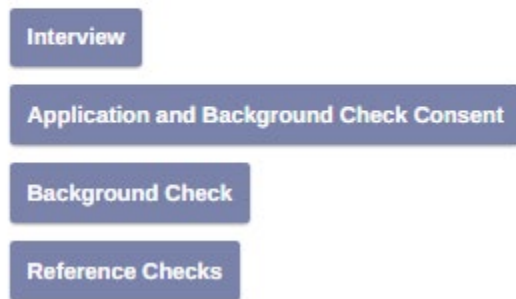 Interview
Application and Background Check Consent
Background Check
Reference Checks